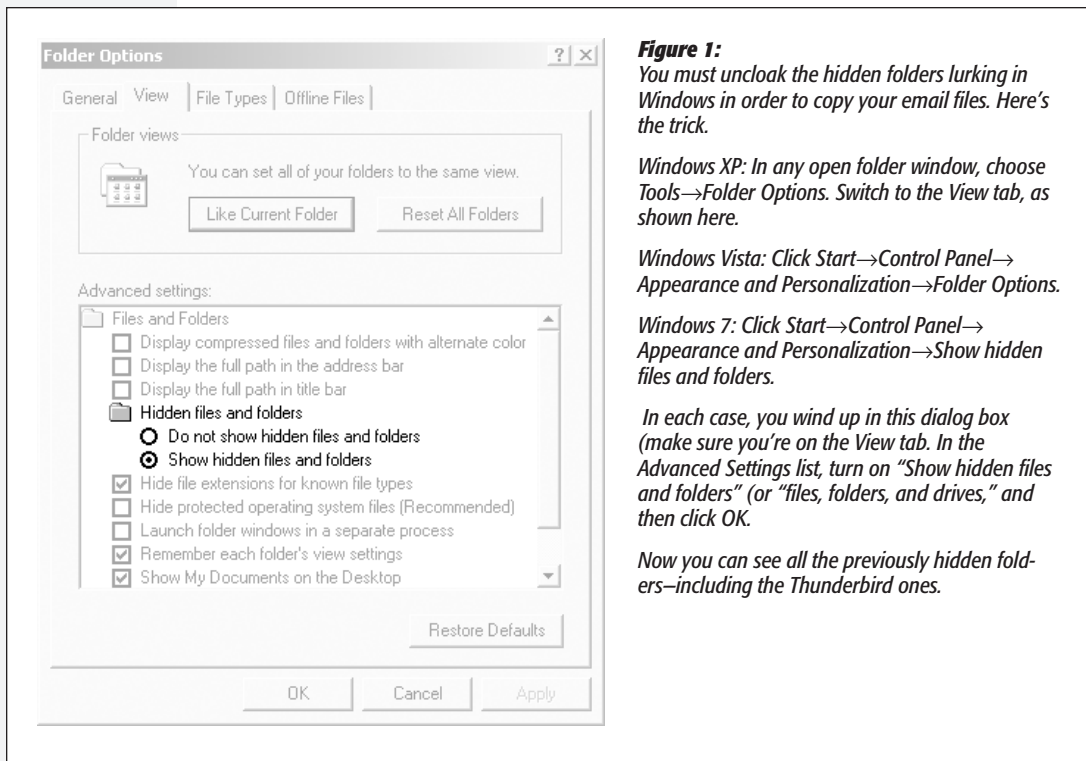 Folder Options
General View File Types Offline Files
Folder views
You can set all of your folders to the same view.
Like Current Folder Reset All Folders
Advanced settings:
Files and Folders
Display compressed files and folders with alternate color
Display the full path in the address bar
Display the full path in title bar
Hidden files and folders
Do not show hidden files and folders
Show hidden files and folders
Hide file extensions for known file types
Hide protected operating system files (Recommended)
Launch folder windows in a separate process
Remember each folder's view settings
Show My Documents on the Desktop
Restore Defaults
OK Cancel Apply
Figure 1:
You must uncloak the hidden folders lurking in
Windows in order to copy your email files. Here's
the trick.
Windows XP: In any open folder window, choose
Tools→Folder Options. Switch to the View tab, as
shown here.
Windows Vista: Click Start→Control Panel→
Appearance and Personalization→Folder Options.
Windows 7: Click Start→Control Panel→
Appearance and Personalization→Show hidden
files and folders.
In each case, you wind up in this dialog box
(make sure you're on the View tab. In the
Advanced Settings list, turn on “Show hidden files
and folders” (or “files, folders, and drives,” and
then click OK.
Now you can see all the previously hidden fold-
ers—including the Thunderbird ones.